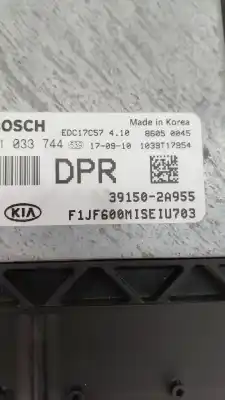 BOSCH
EDC17C57 4.10
Made in Korea
1 033 744
17-09-10
8605 0045
1039T17954
DPR
39150-2A955
KIA
F1JF600MISEIU703